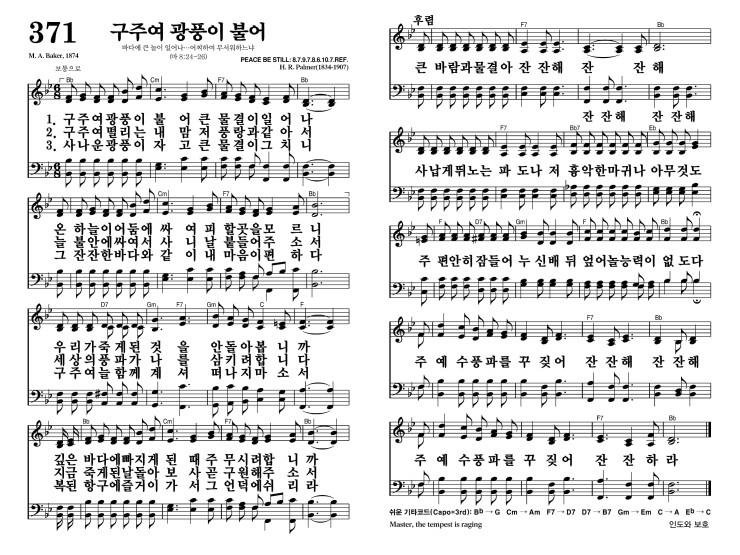 371
구주여 광풍이 불어
바다에 큰 놀이 일어나…어찌하여 무서워하느냐
(마 8:24-26)
M. A. Baker, 1874
PEACE BE STILL: 8.7.9.7.8.6.10.7.REF.
H. R. Palmer(1834-1907)
보통으로
Bb Cm F7 Bb
1. 구주여광풍이 불 어 큰 물결이일 어 나
2. 구주여떨리는 내 맘 저 풍랑과같 아 서
3. 사나운광풍이 자 고 큰 물결이그 치 니
Cm F7 Bb
온 하늘이어둠에 싸 여 피 할곳을모 르 니
늘 불안에싸여서 사 니 날 붙들어주 소 서
그 잔잔한바다와 같 이 내 마음이편 하 다
D7 Gm F7 C F
우리가죽게된 것 을 안돌아봅 니 까
세상의풍파가 나 를 삼키려합 니 다
구주여늘함께 계 셔 떠나지마 소 서
Bb Cm F7 Bb
깊은 바다에빠지게 된 때 주 무시려합 니 까
지금 죽게된날돌아 보 사 곧 구원해주 소 서
복된 항구에즐거이 가 서 그 언덕에쉬 리 라
후렴
F7 Bb
큰 바람과물결아 잔 잔해 잔 잔 해
잔 잔해 잔 잔해
Bb7 Eb
사납게뛰노는 파 도나 저 흉악한마귀나 아무것도
F D7 Gm F Bb F Bb
주 편안히잠들어 누 신배 뒤 엎어놀능력이 없 도다
F7 Bb
주 예 수풍파를 꾸 짖어 잔 잔해 잔 잔해
F7 Bb
주 예 수풍파를 꾸 짖어 잔 잔 하 라
쉬운 기타코드(Capo=3rd): Bb → G Cm → Am F7 → D7 D7 → B7 Gm → Em C → A Eb → C
Master, the tempest is raging
인도와 보호